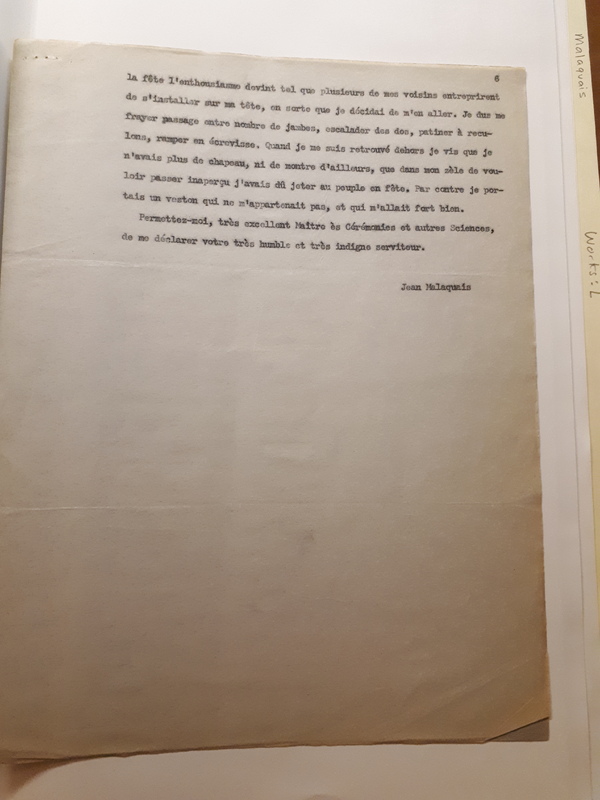 6
la fête l'enthousiasme devint tel que plusieurs de mes voisins entreprirent
de s'installer sur ma tête, en sorte que je décidai de m'en aller. Je dus me
frayer passage entre nombre de jambes, escalader des dos, patiner à recu-
lons, ramper en écrevisse. Quand je me suis retrouvé dehors je vis que je
n'avais plus de chapeau, ni de montre d'ailleurs, que dans mon zèle de vou-
loir passer inaperçu j'avais dû jeter au peuple en fête. Par contre je por-
tais un veston qui ne m'appartenait pas, et qui m'allait fort bien.
Permettez-moi, très excellent Maître ès Cérémonies et autres Sciences,
de me déclarer votre très humble et très indigne serviteur.
Jean Malaquais
Malaquais
Works: L